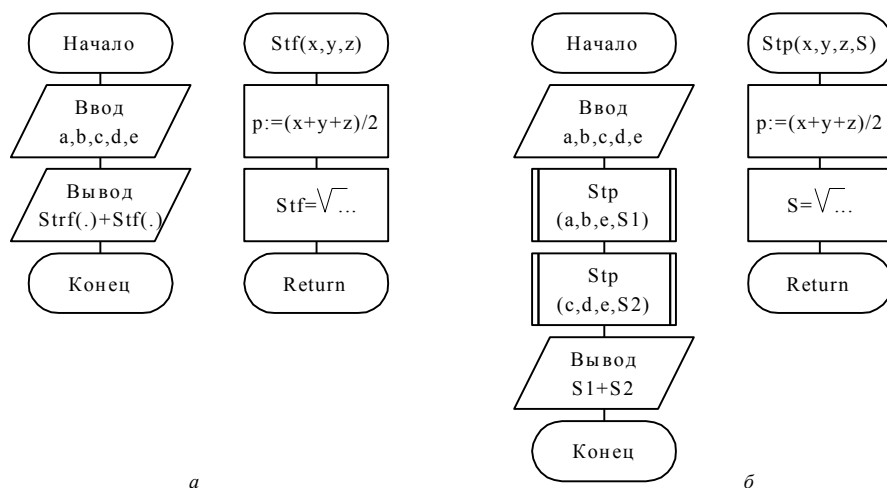 Начало
Ввод
a,b,c,d,e
Вывод
Strf(.)+Stf(.)
Конец
Stf(x,y,z)
p:=(x+y+z)/2
Stf=√...
Return
а
Начало
Ввод
a,b,c,d,e
Stp
(a,b,e,S1)
Stp
(c,d,e,S2)
Вывод
S1+S2
Конец
Stp(x,y,z,S)
p:=(x+y+z)/2
S=√...
Return
б